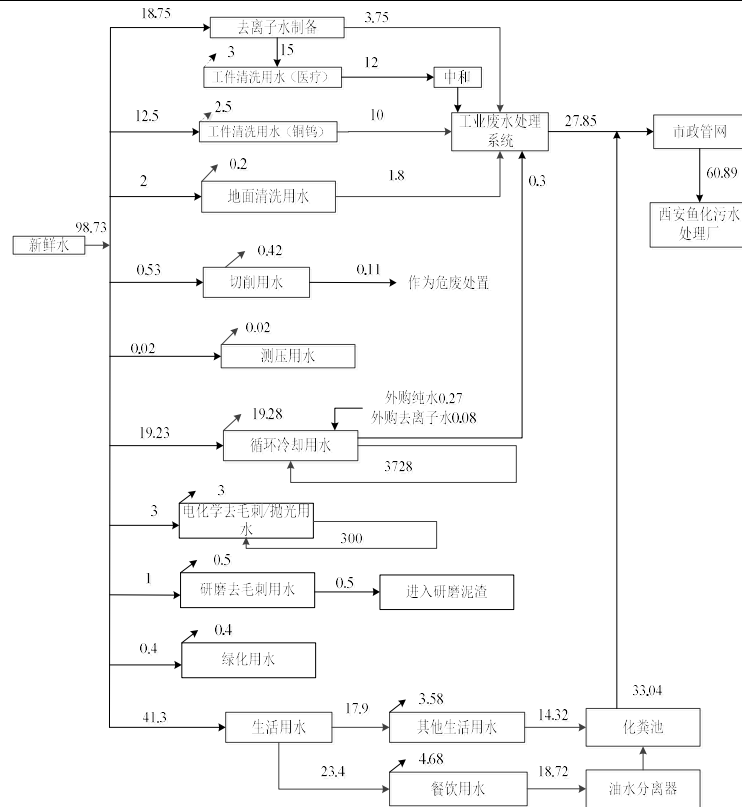 18.75
去离子水制备
3.75
15
3
工件清洗用水（医疗）
12
中和
12.5
2.5
工件清洗用水（铜钨）
10
工业废水处理
系统
27.85
市政管网
60.89
西安鱼化污水
处理厂
2
0.2
地面清洗用水
1.8
0.3
98.73
新鲜水
0.53
0.42
切削用水
0.11
作为危废处置
0.02
0.02
测压用水
外购纯水0.27
外购去离子水0.08
19.23
19.28
循环冷却用水
3728
3
3
电化学去毛刺/抛光用
水
300
1
0.5
研磨去毛刺用水
0.5
进入研磨泥渣
0.4
0.4
绿化用水
41.3
生活用水
17.9
3.58
其他生活用水
14.32
33.04
化粪池
23.4
4.68
餐饮用水
18.72
油水分离器